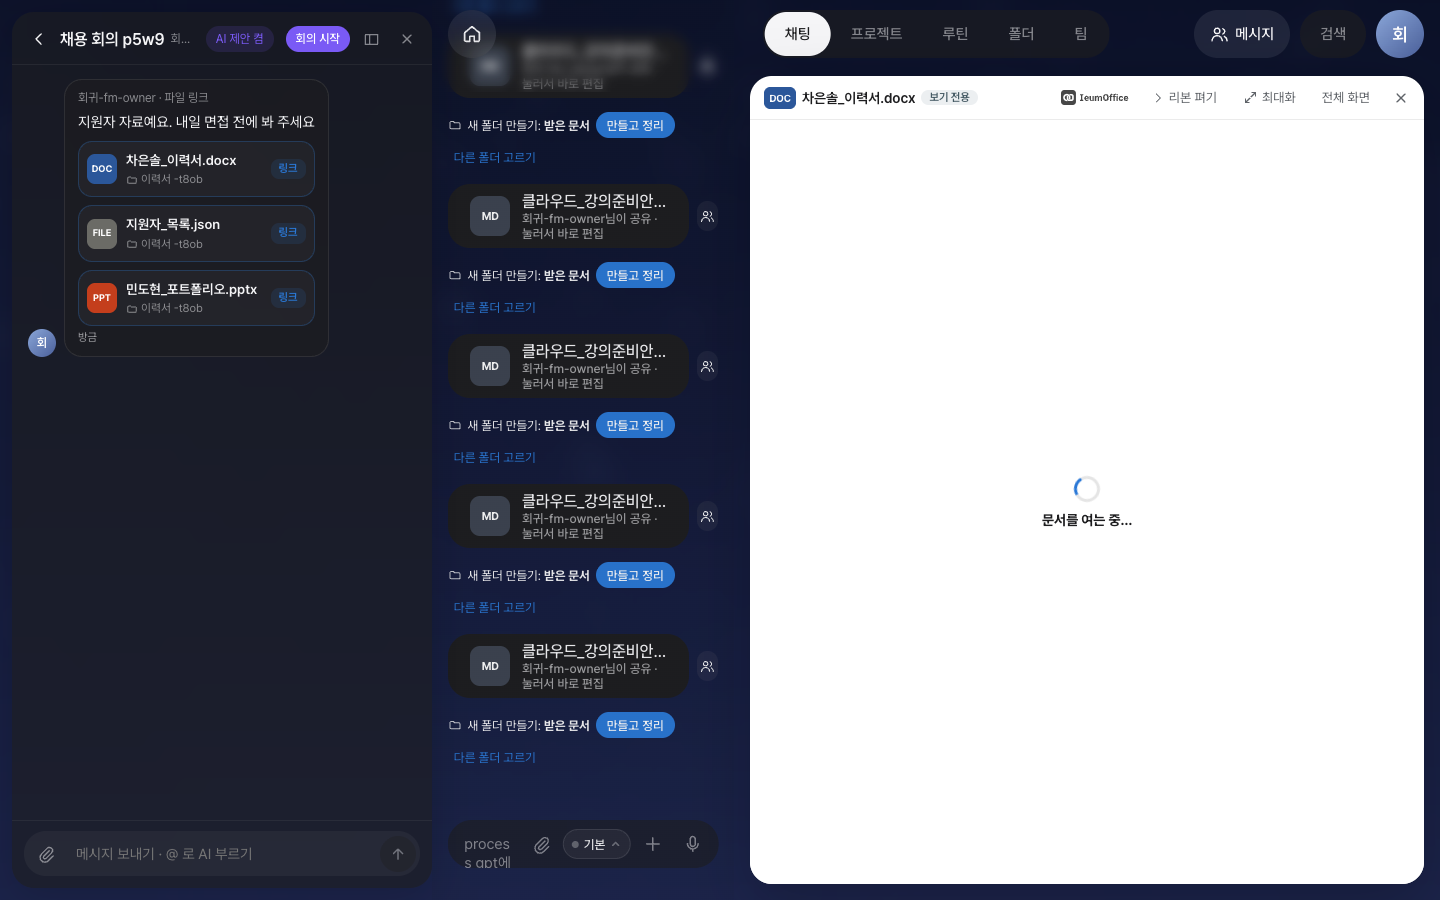 채용 회의 p5w9
회...
AI 제안 켬
회의 시작
회귀-fm-owner · 파일 링크
지원자 자료예요. 내일 면접 전에 봐 주세요
DOC
차은솔_이력서.docx
이력서 -t8ob
링크
FILE
지원자_목록.json
이력서 -t8ob
링크
PPT
민도현_포트폴리오.pptx
이력서 -t8ob
링크
방금
회
메시지 보내기 · @ 로 AI 부르기
눌러서 바로 편집
새 폴더 만들기: 받은 문서
만들고 정리
다른 폴더 고르기
MD
클라우드_강의준비안...
회귀-fm-owner님이 공유 ·
눌러서 바로 편집
새 폴더 만들기: 받은 문서
만들고 정리
다른 폴더 고르기
MD
클라우드_강의준비안...
회귀-fm-owner님이 공유 ·
눌러서 바로 편집
새 폴더 만들기: 받은 문서
만들고 정리
다른 폴더 고르기
MD
클라우드_강의준비안...
회귀-fm-owner님이 공유 ·
눌러서 바로 편집
새 폴더 만들기: 받은 문서
만들고 정리
다른 폴더 고르기
MD
클라우드_강의준비안...
회귀-fm-owner님이 공유 ·
눌러서 바로 편집
새 폴더 만들기: 받은 문서
만들고 정리
다른 폴더 고르기
proces
s gpt에
기본
채팅
프로젝트
루틴
폴더
팀
메시지
검색
회
DOC
차은솔_이력서.docx
보기 전용
IeumOffice
리본 펴기
최대화
전체 화면
문서를 여는 중...